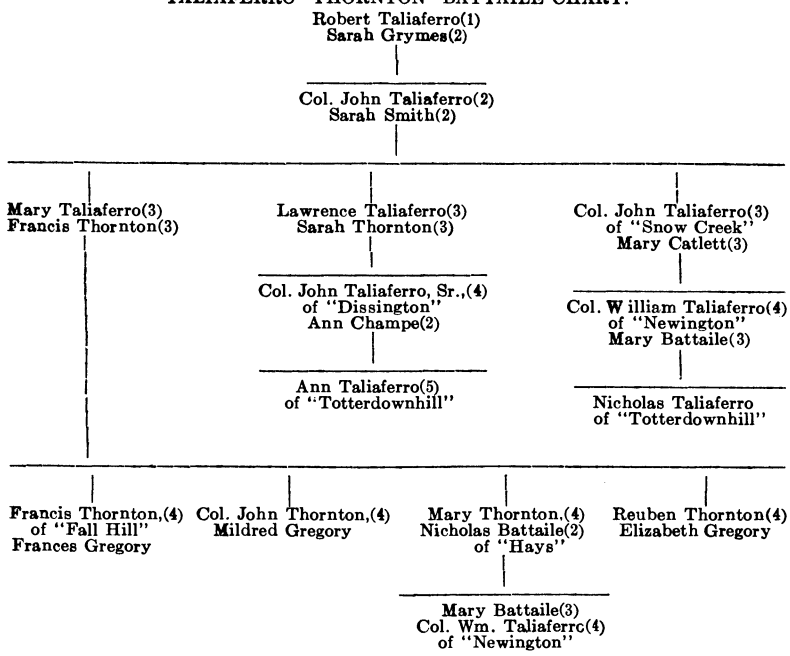 TALIAFERRO THORNTON BATTAILE CHART.
Robert Taliaferro(1)
Sarah Grymes(2)
Col. John Taliaferro(2)
Sarah Smith(2)
Mary Taliaferro(3)
Francis Thornton(3)
Lawrence Taliaferro(3)
Sarah Thornton(3)
Col. John Taliaferro(3)
of "Snow Creek"
Mary Catlett(3)
Col. John Taliaferro, Sr.,(4)
of "Dissington"
Ann Champe(2)
Col. William Taliaferro(4)
of "Newington"
Mary Battaile(3)
Ann Taliaferro(5)
of "Totterdownhill"
Nicholas Taliaferro
of "Totterdownhill"
Francis Thornton,(4)
of "Fall Hill"
Frances Gregory
Col. John Thornton,(4)
Mildred Gregory
Mary Thornton,(4)
Nicholas Battaile(2)
of "Hays"
Reuben Thornton(4)
Elizabeth Gregory
Mary Battaile(3)
Col. Wm. Taliaferrc(4)
of "Newington"